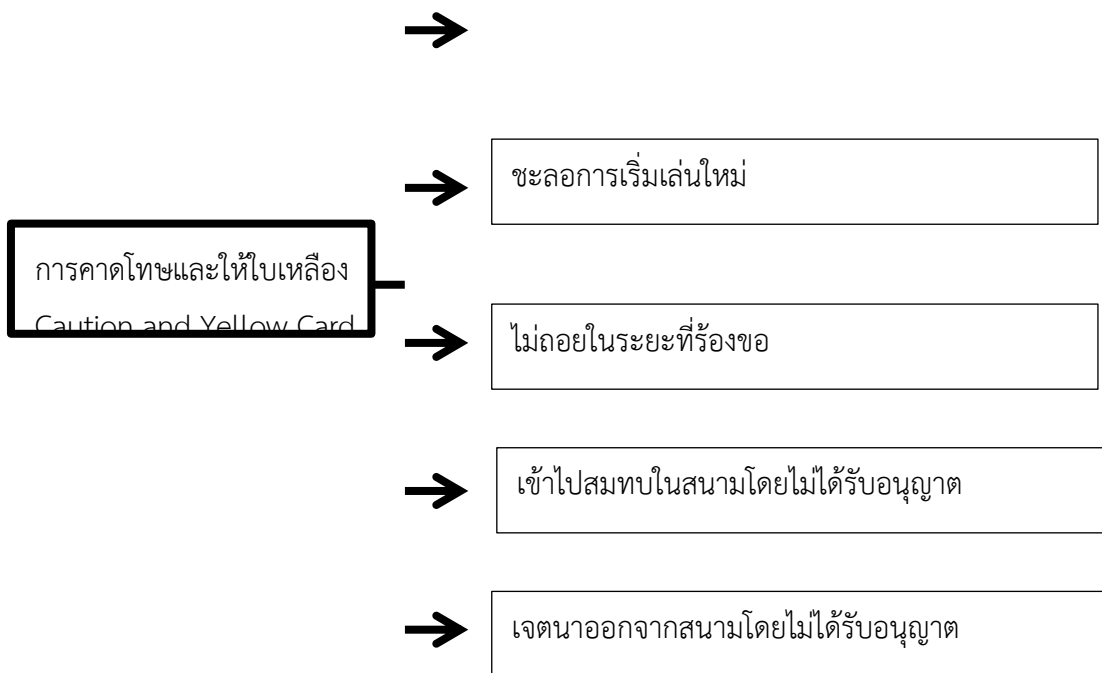 ชะลอการเริ่มเล่นใหม่
การคาดโทษและให้ใบเหลือง
Caution and Yellow Card
ไม่ถอยในระยะที่ร้องขอ
เข้าไปสมทบในสนามโดยไม่ได้รับอนุญาต
เจตนาออกจากสนามโดยไม่ได้รับอนุญาต